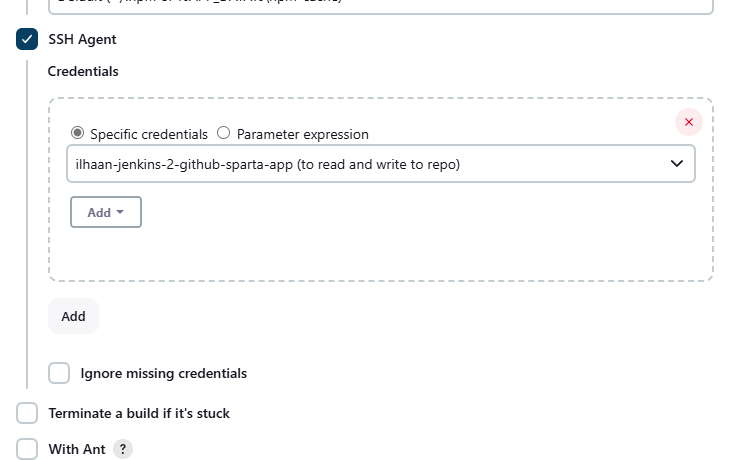 SSH Agent
Credentials
Specific credentials Parameter expression
ilhaan-jenkins-2-github-sparta-app (to read and write to repo)
Add
Add
Ignore missing credentials
Terminate a build if it's stuck
With Ant ?